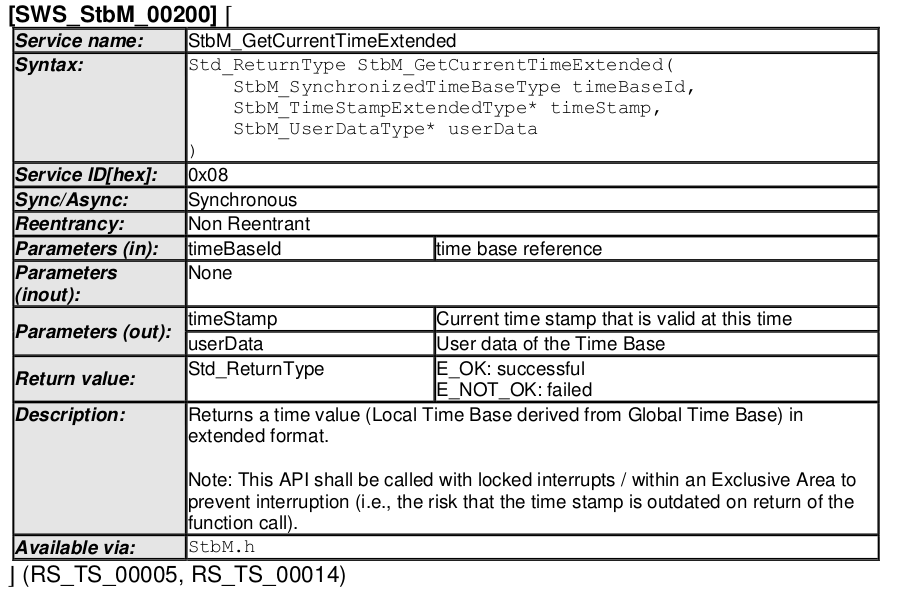 [SWS_StbM_00200] ⌈
Service name: StbM_GetCurrentTimeExtended
Syntax: Std_ReturnType StbM_GetCurrentTimeExtended(
StbM_SynchronizedTimeBaseType timeBaseId,
StbM_TimeStampExtendedType* timeStamp,
StbM_UserDataType* userData
)
Service ID[hex]: 0x08
Sync/Async: Synchronous
Reentrancy: Non Reentrant
Parameters (in): timeBaseId time base reference
Parameters None
(inout):
Parameters (out): timeStamp Current time stamp that is valid at this time
userData User data of the Time Base
Return value: Std_ReturnType E_OK: successful
E_NOT_OK: failed
Description: Returns a time value (Local Time Base derived from Global Time Base) in
extended format.
Note: This API shall be called with locked interrupts / within an Exclusive Area to
prevent interruption (i.e., the risk that the time stamp is outdated on return of the
function call).
Available via: StbM.h
⌋ (RS_TS_00005, RS_TS_00014)